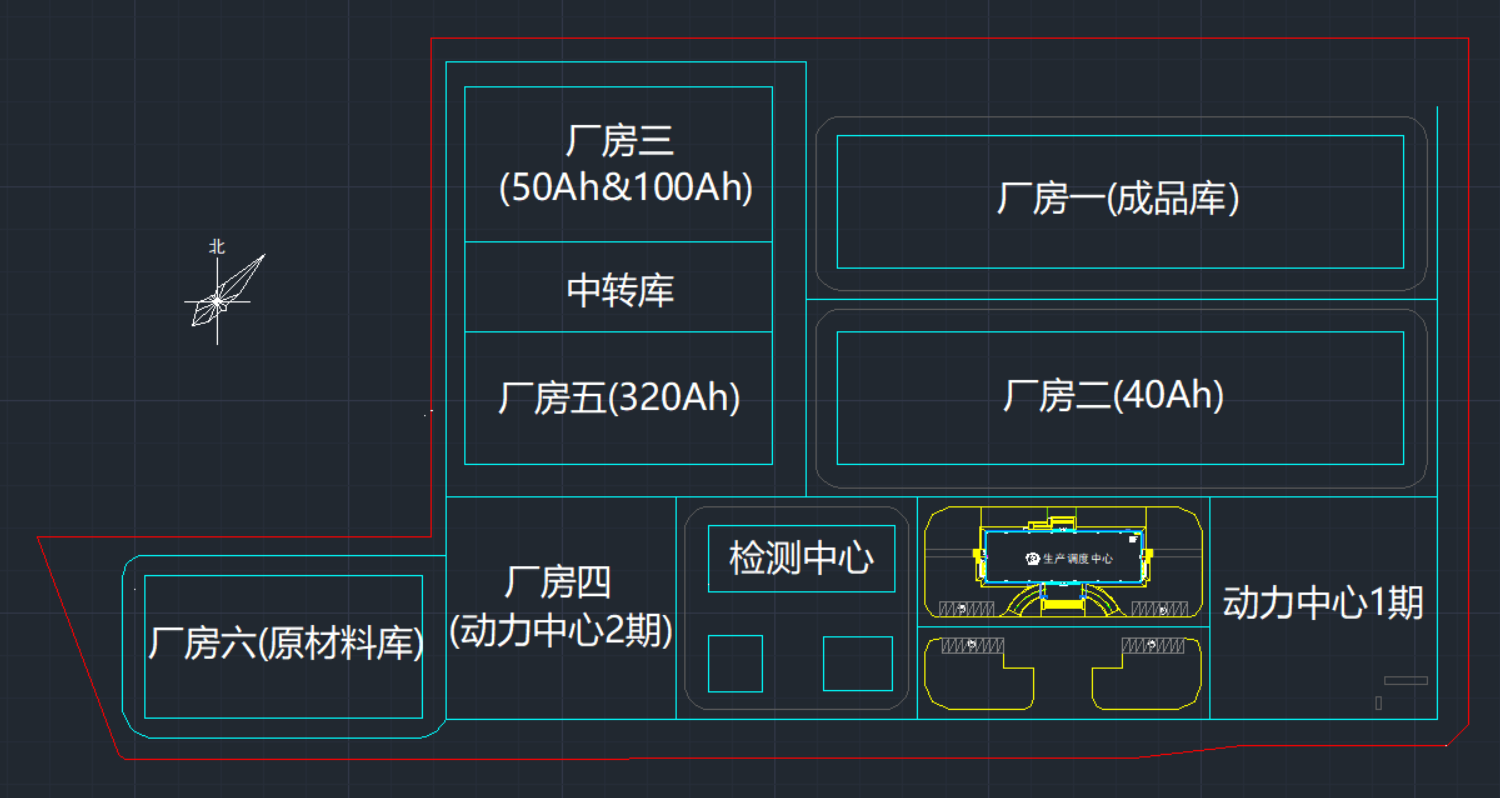 厂房三
(50Ah&100Ah)
厂房一(成品库)
北
中转库
厂房五(320Ah)
厂房二(40Ah)
检测中心
生产调度中心
厂房四
(动力中心2期)
动力中心1期
厂房六(原材料库)